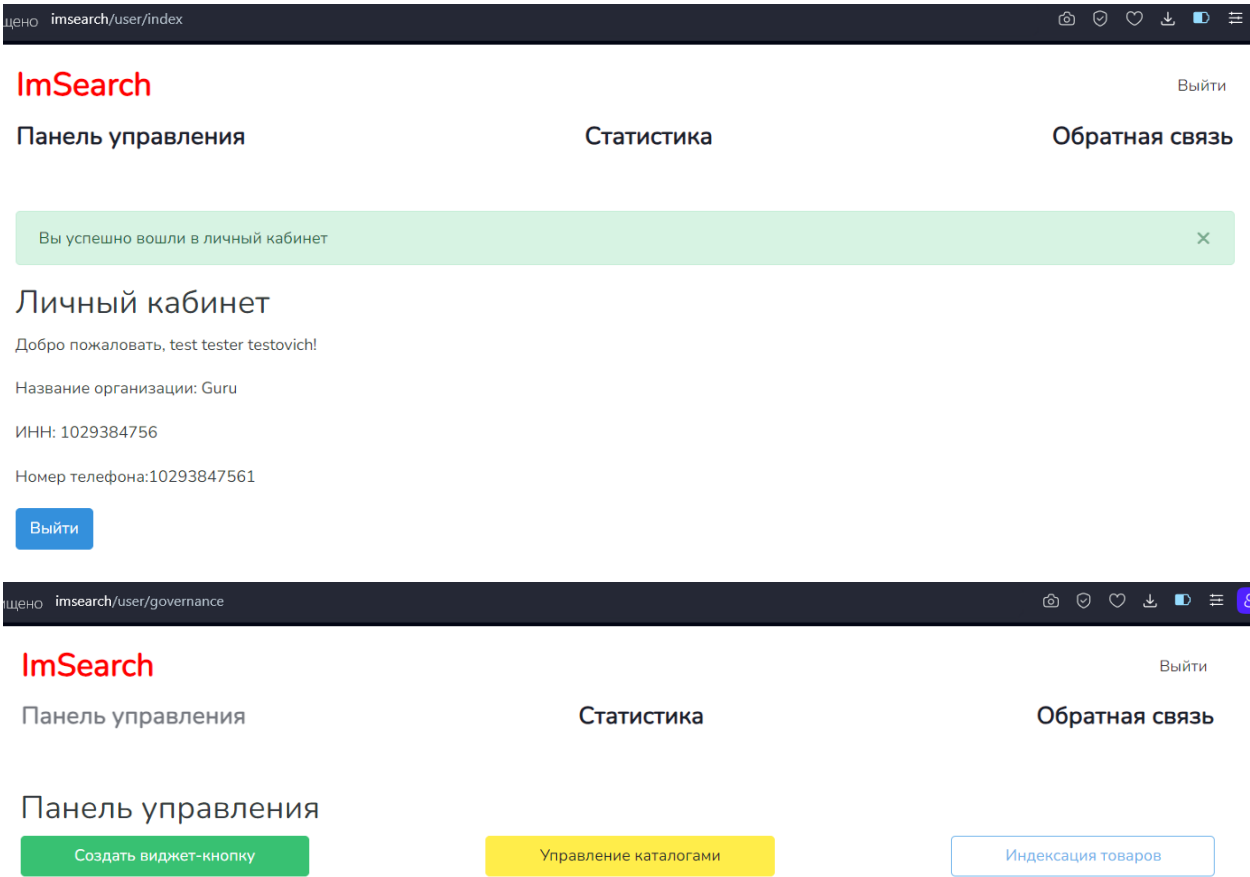 imsearch/user/index
ImSearch
Выйти
Панель управления Статистика Обратная связь
Вы успешно вошли в личный кабинет ×
Личный кабинет
Добро пожаловать, test tester testovich!
Название организации: Guru
ИНН: 1029384756
Номер телефона:10293847561
Выйти
imsearch/user/governance
ImSearch
Выйти
Панель управления Статистика Обратная связь
Панель управления
Создать виджет-кнопку Управление каталогами Индексация товаров